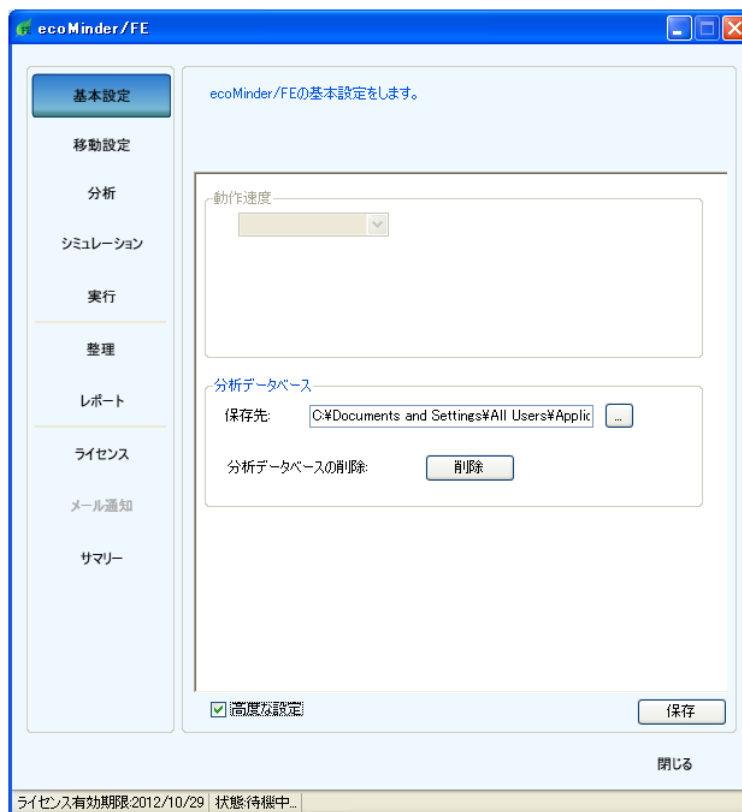 ecoMinder/FE
基本設定
移動設定
分析
シミュレーション
実行
整理
レポート
ライセンス
メール通知
サマリー
ecoMinder/FEの基本設定をします。
動作速度
分析データベース
保存先:
C:¥Documents and Settings¥All Users¥Applic
...
分析データベースの削除:
削除
高度な設定
保存
閉じる
ライセンス有効期限:2012/10/29
状態:待機中...